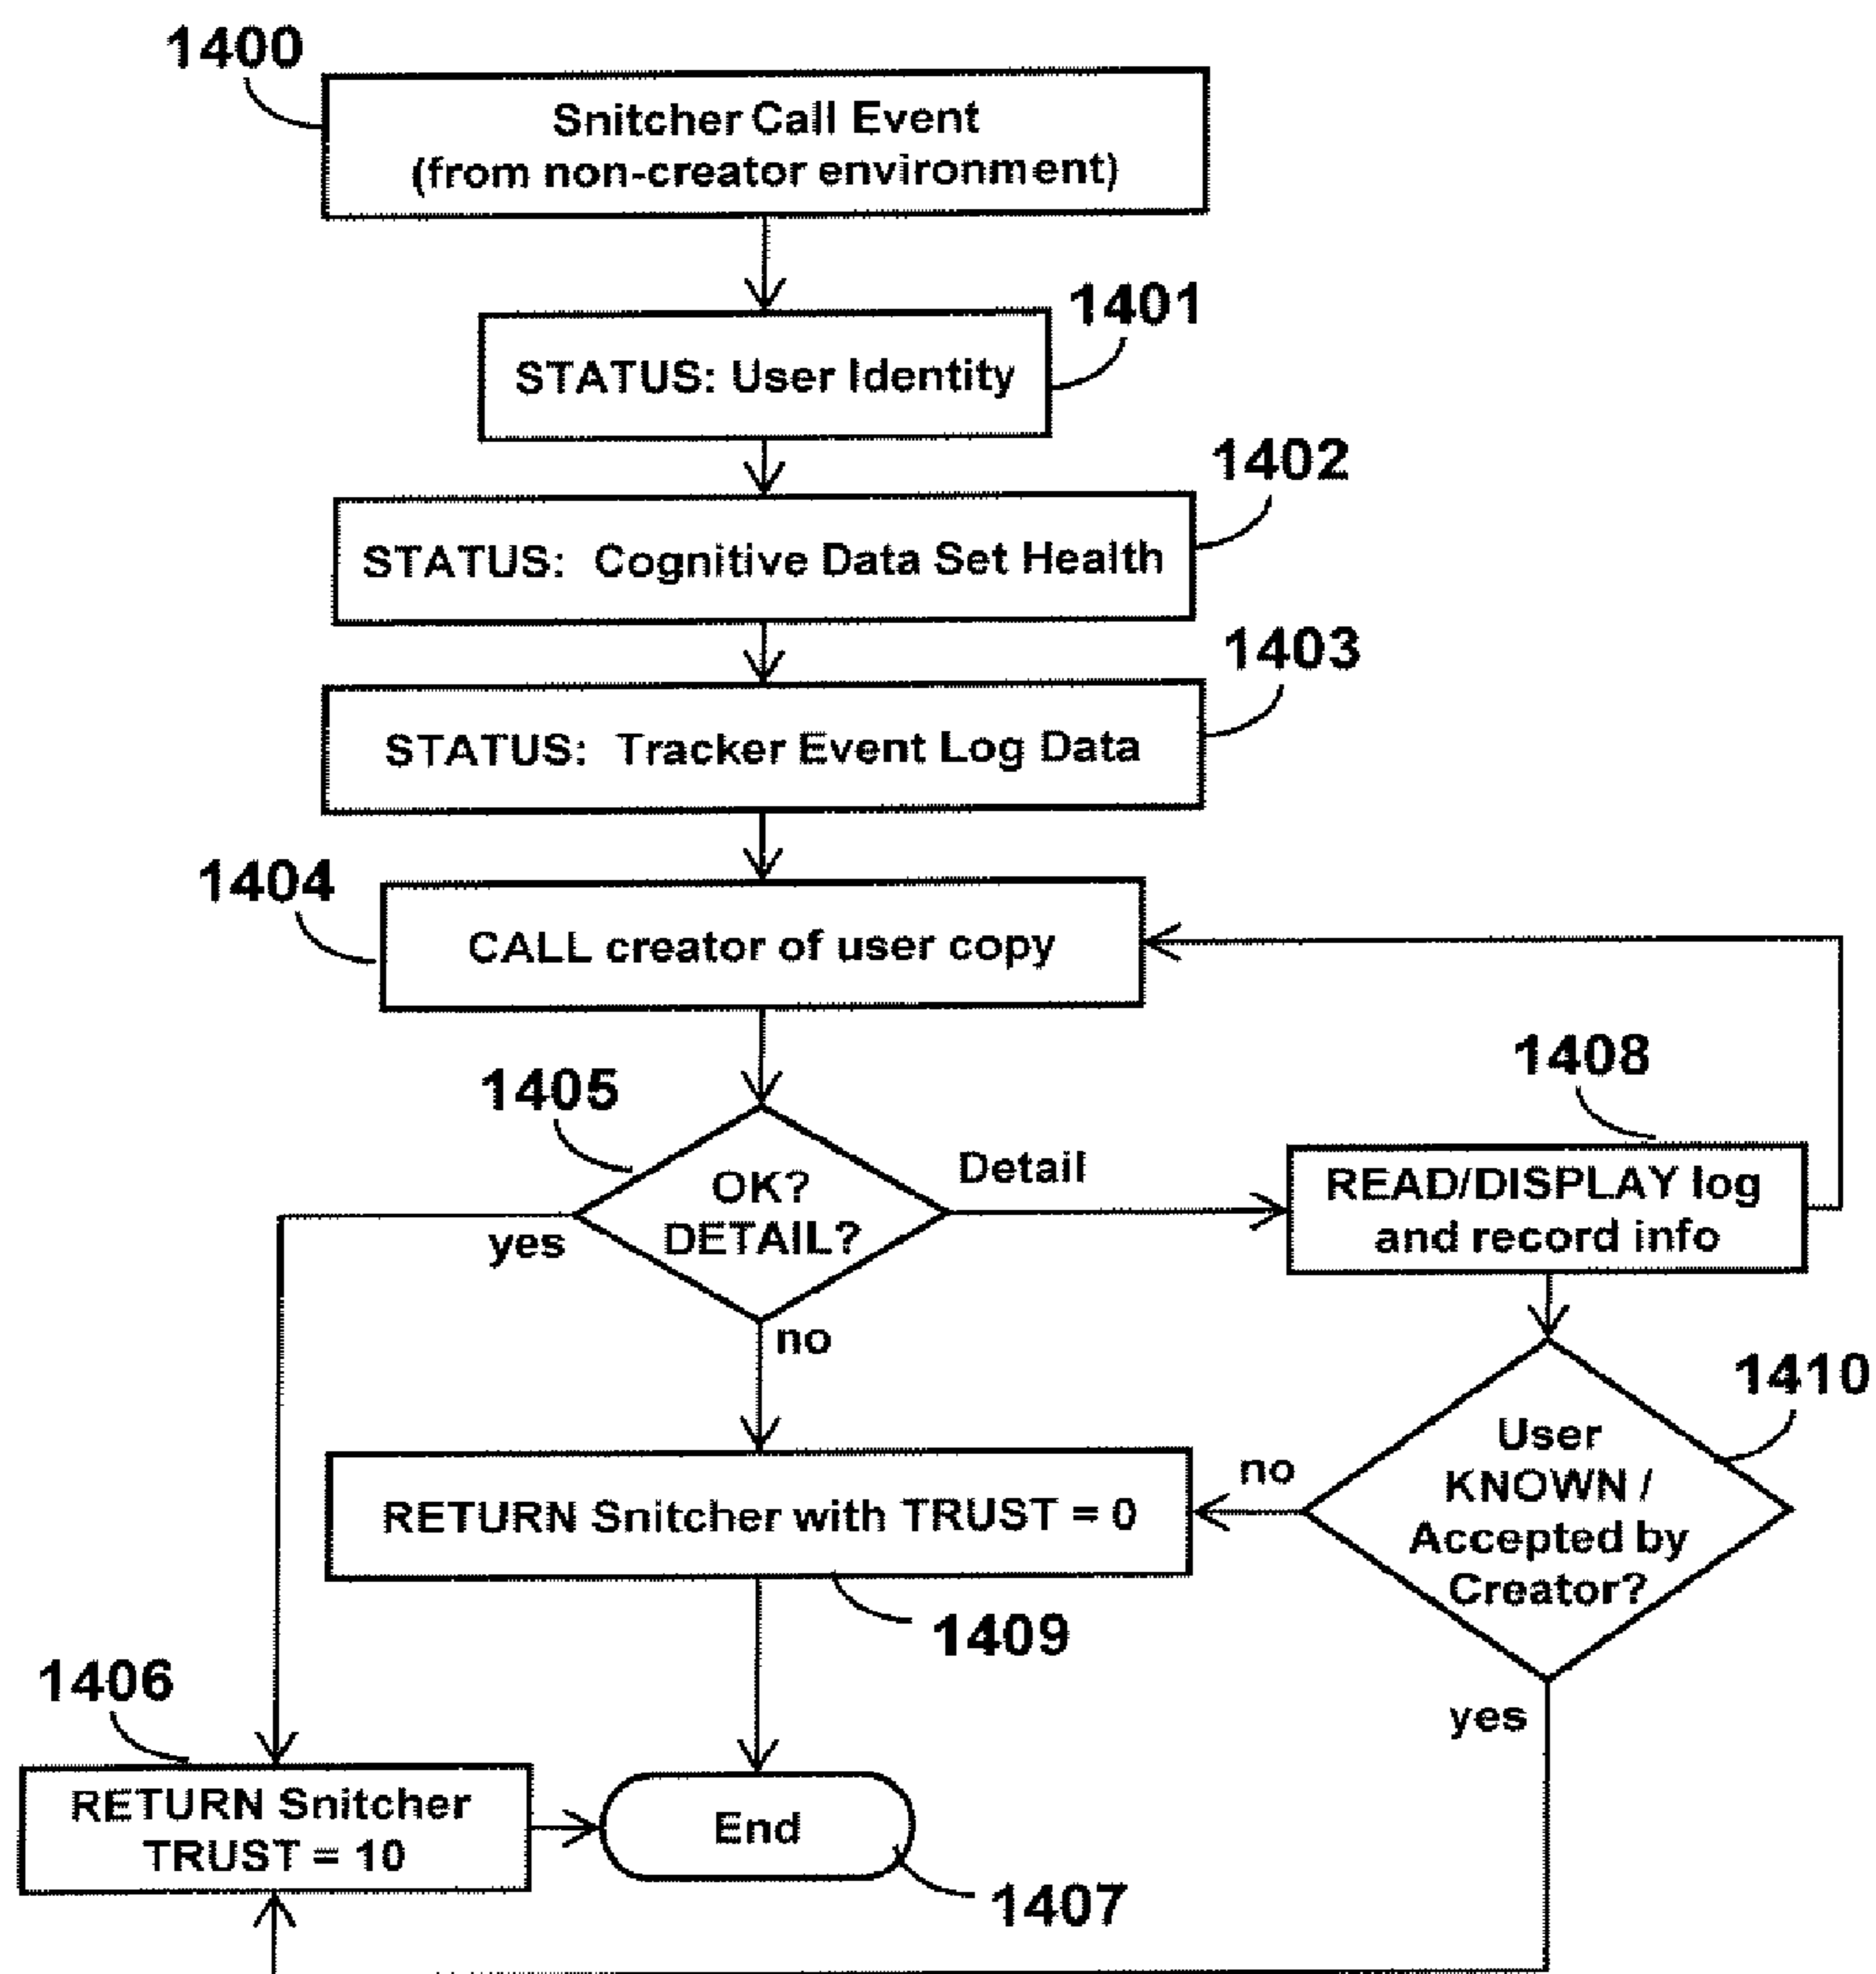 1400
Snitcher Call Event
(from non-creator environment)
1401
STATUS: User Identity
1402
STATUS: Cognitive Data Set Health
1403
STATUS: Tracker Event Log Data
1404
CALL creator of user copy
1405
OK?
DETAIL?
Detail
yes
no
1408
READ/DISPLAY log
and record info
1410
User
KNOWN /
Accepted by
Creator?
no
yes
RETURN Snitcher with TRUST = 0
1409
1406
RETURN Snitcher
TRUST = 10
End
1407